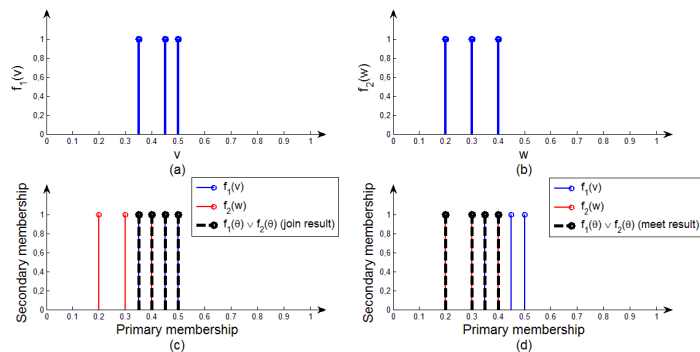 1
0,8
0,6
0,4
0,2
0
0 0.1 0.2 0.3 0.4 0.5 0.6 0.7 0.8 0.9 1
f₁(v)
v
(a)
1
0,8
0,6
0,4
0,2
0
0 0.1 0.2 0.3 0.4 0.5 0.6 0.7 0.8 0.9 1
f₂(w)
w
(b)
f₁(v)
f₂(w)
f₁(θ) ∨ f₂(θ) (join result)
1
0,8
0,6
0,4
0,2
0
0 0.1 0.2 0.3 0.4 0.5 0.6 0.7 0.8 0.9 1
Secondary membership
Primary membership
(c)
f₁(v)
f₂(w)
f₁(θ) ∨ f₂(θ) (meet result)
1
0,8
0,6
0,4
0,2
0
0 0.1 0.2 0.3 0.4 0.5 0.6 0.7 0.8 0.9 1
Secondary membership
Primary membership
(d)